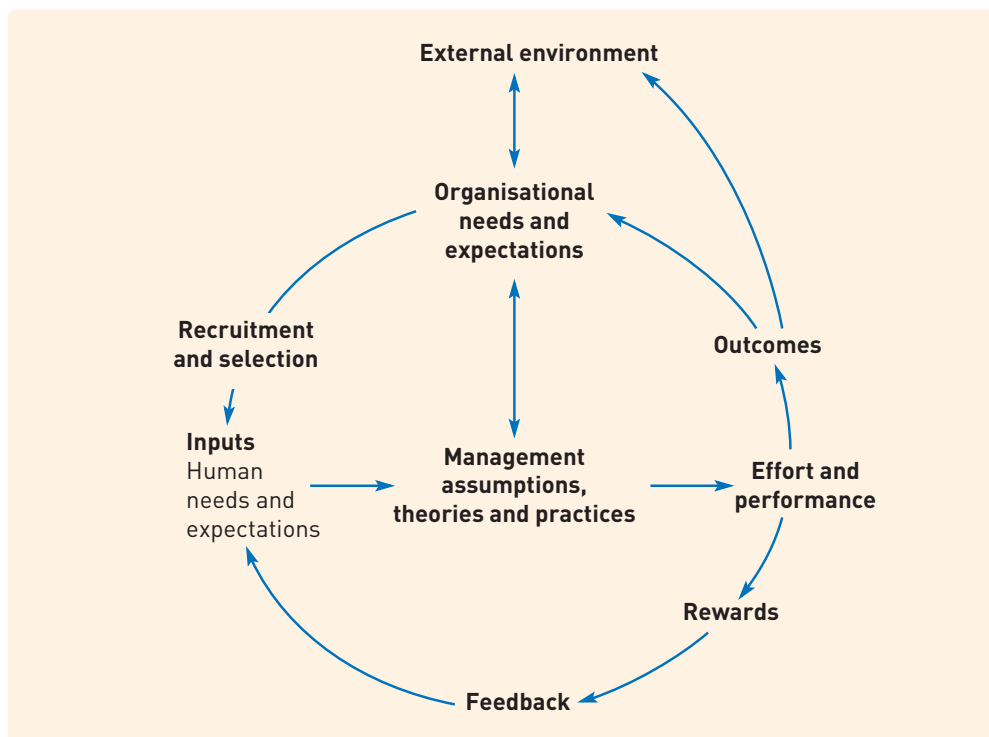 External environment
Organisational
needs and
expectations
Recruitment
and selection
Outcomes
Inputs
Human
needs and
expectations
Management
assumptions,
theories and practices
Effort and
performance
Rewards
Feedback